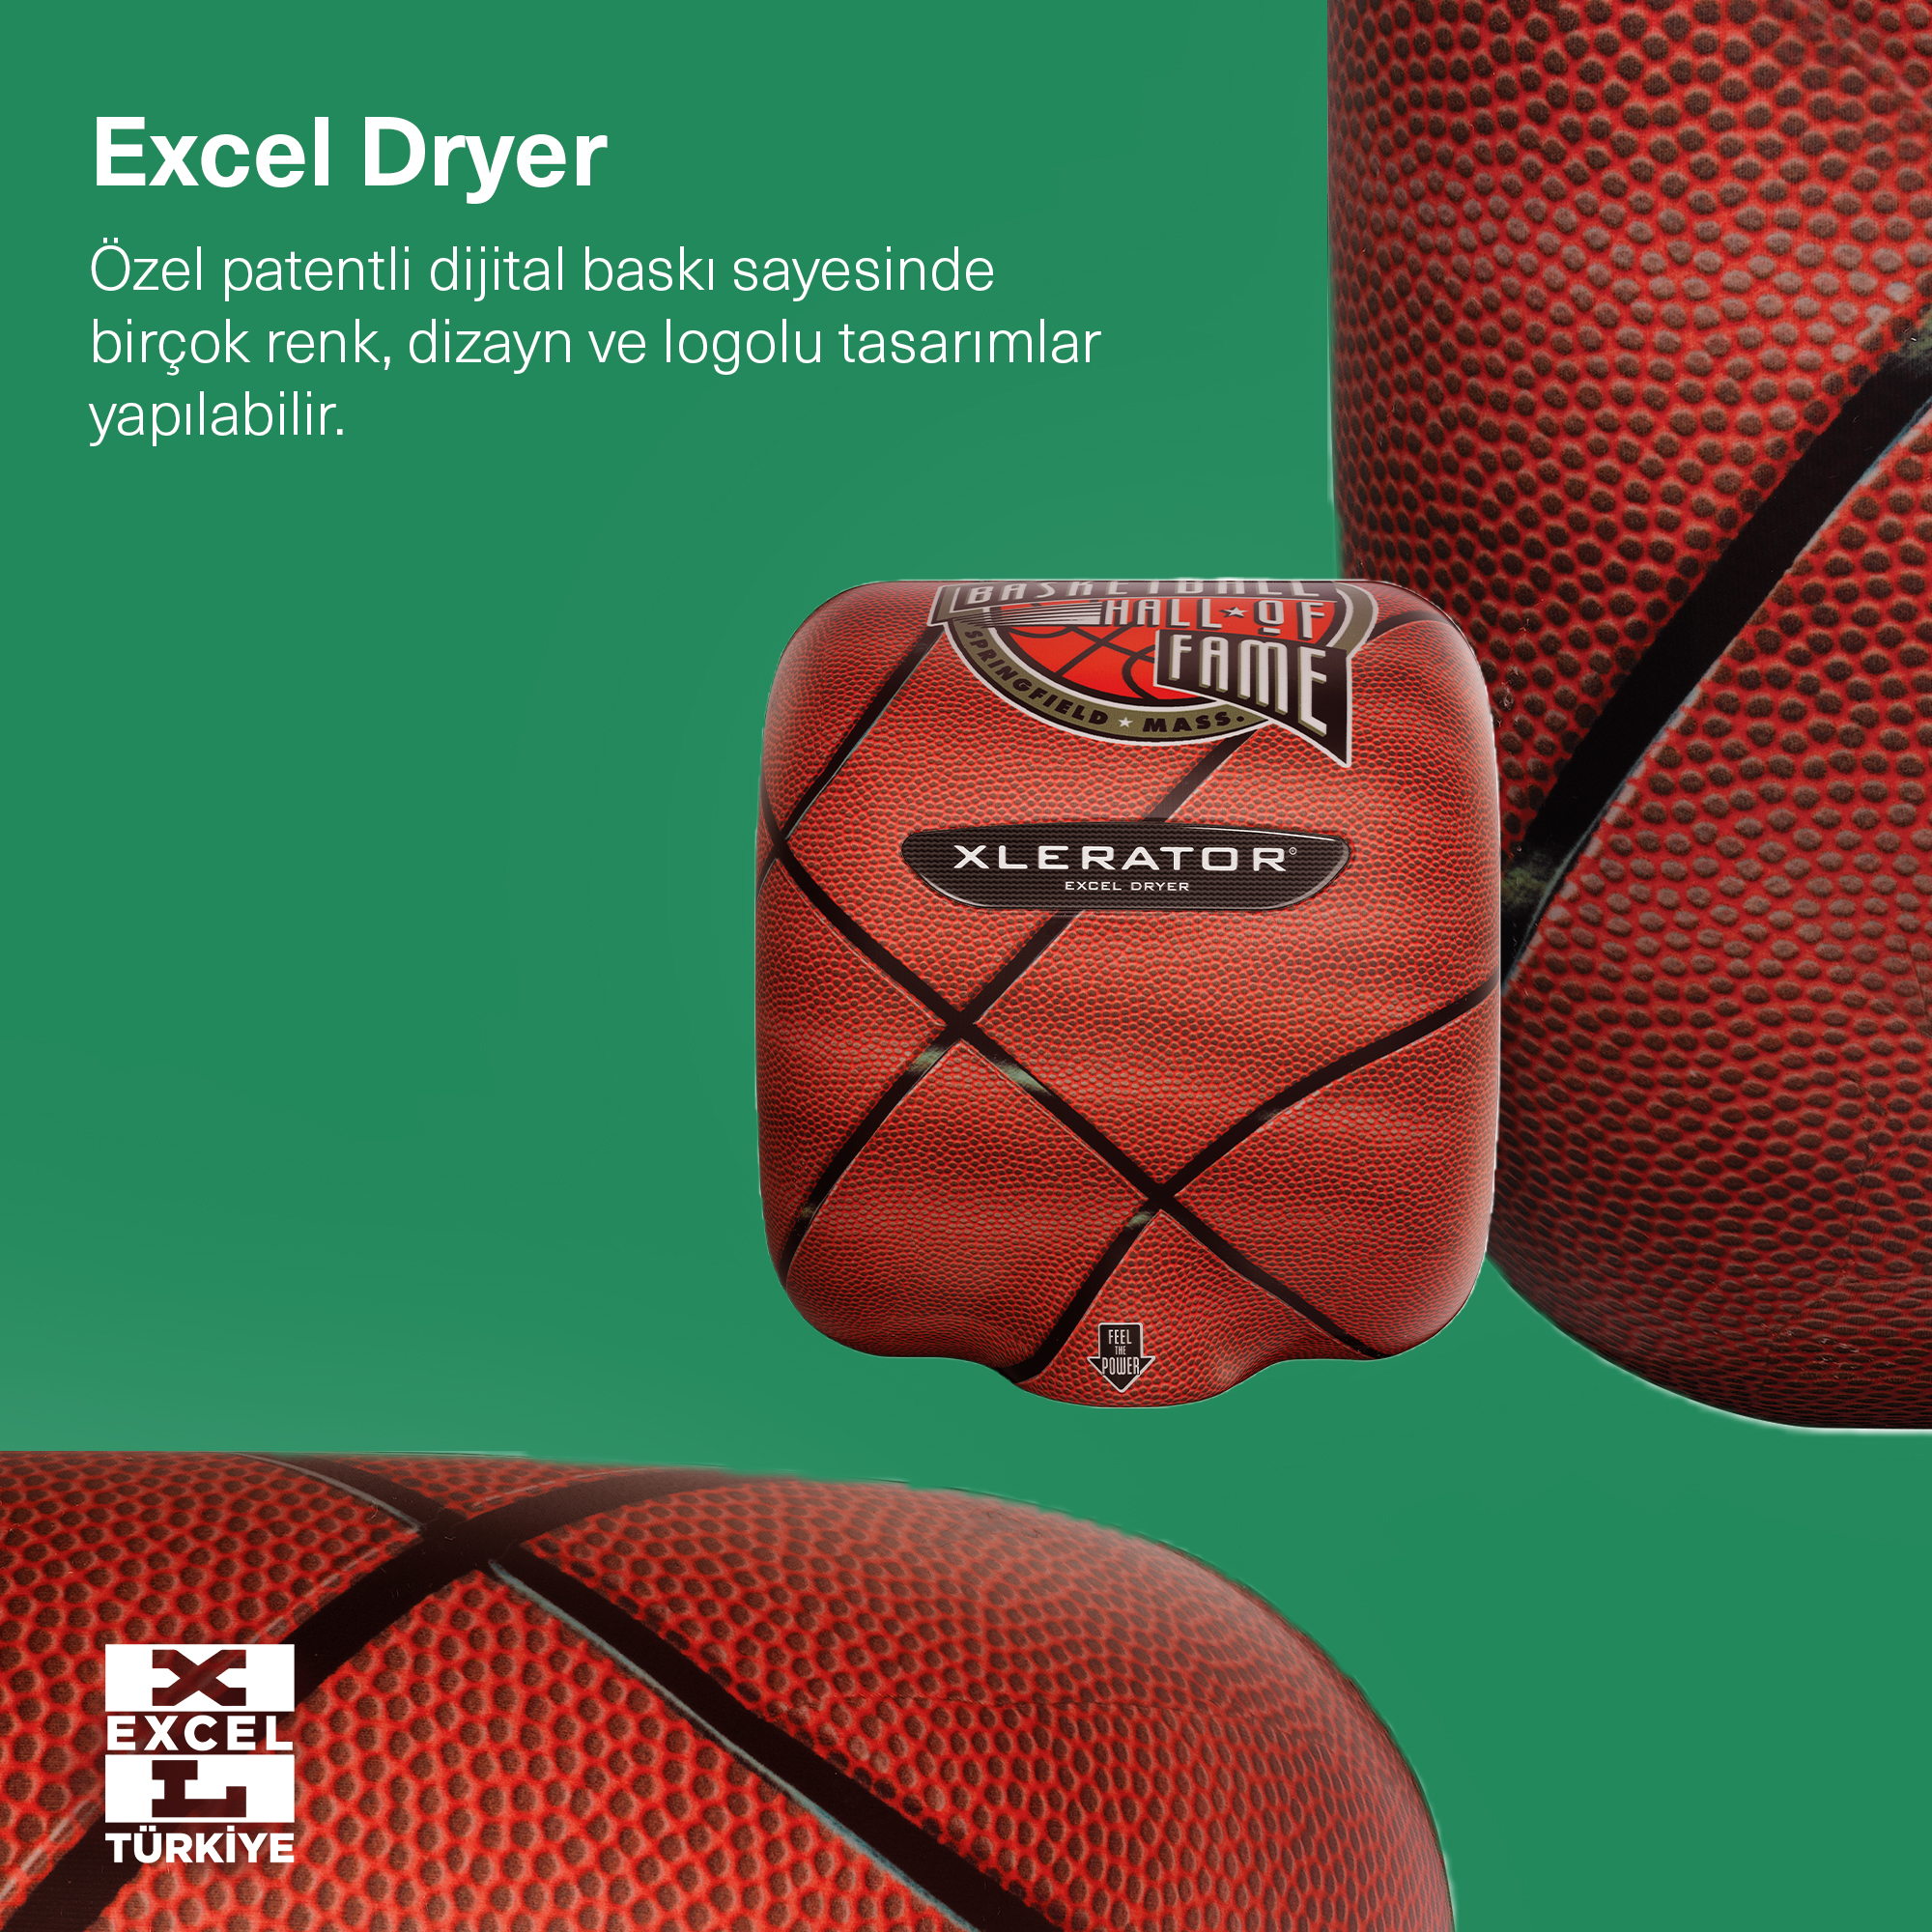 Excel Dryer
Özel patentli dijital baskı sayesinde
birçok renk, dizayn ve logolu tasarımlar
yapılabilir.
BASKETBALL
HALL★OF
FAME
SPRINGFIELD ★ MASS.
XLERATOR®
EXCEL DRYER
FEEL
THE
POWER
X
EXCEL
L
TÜRKİYE